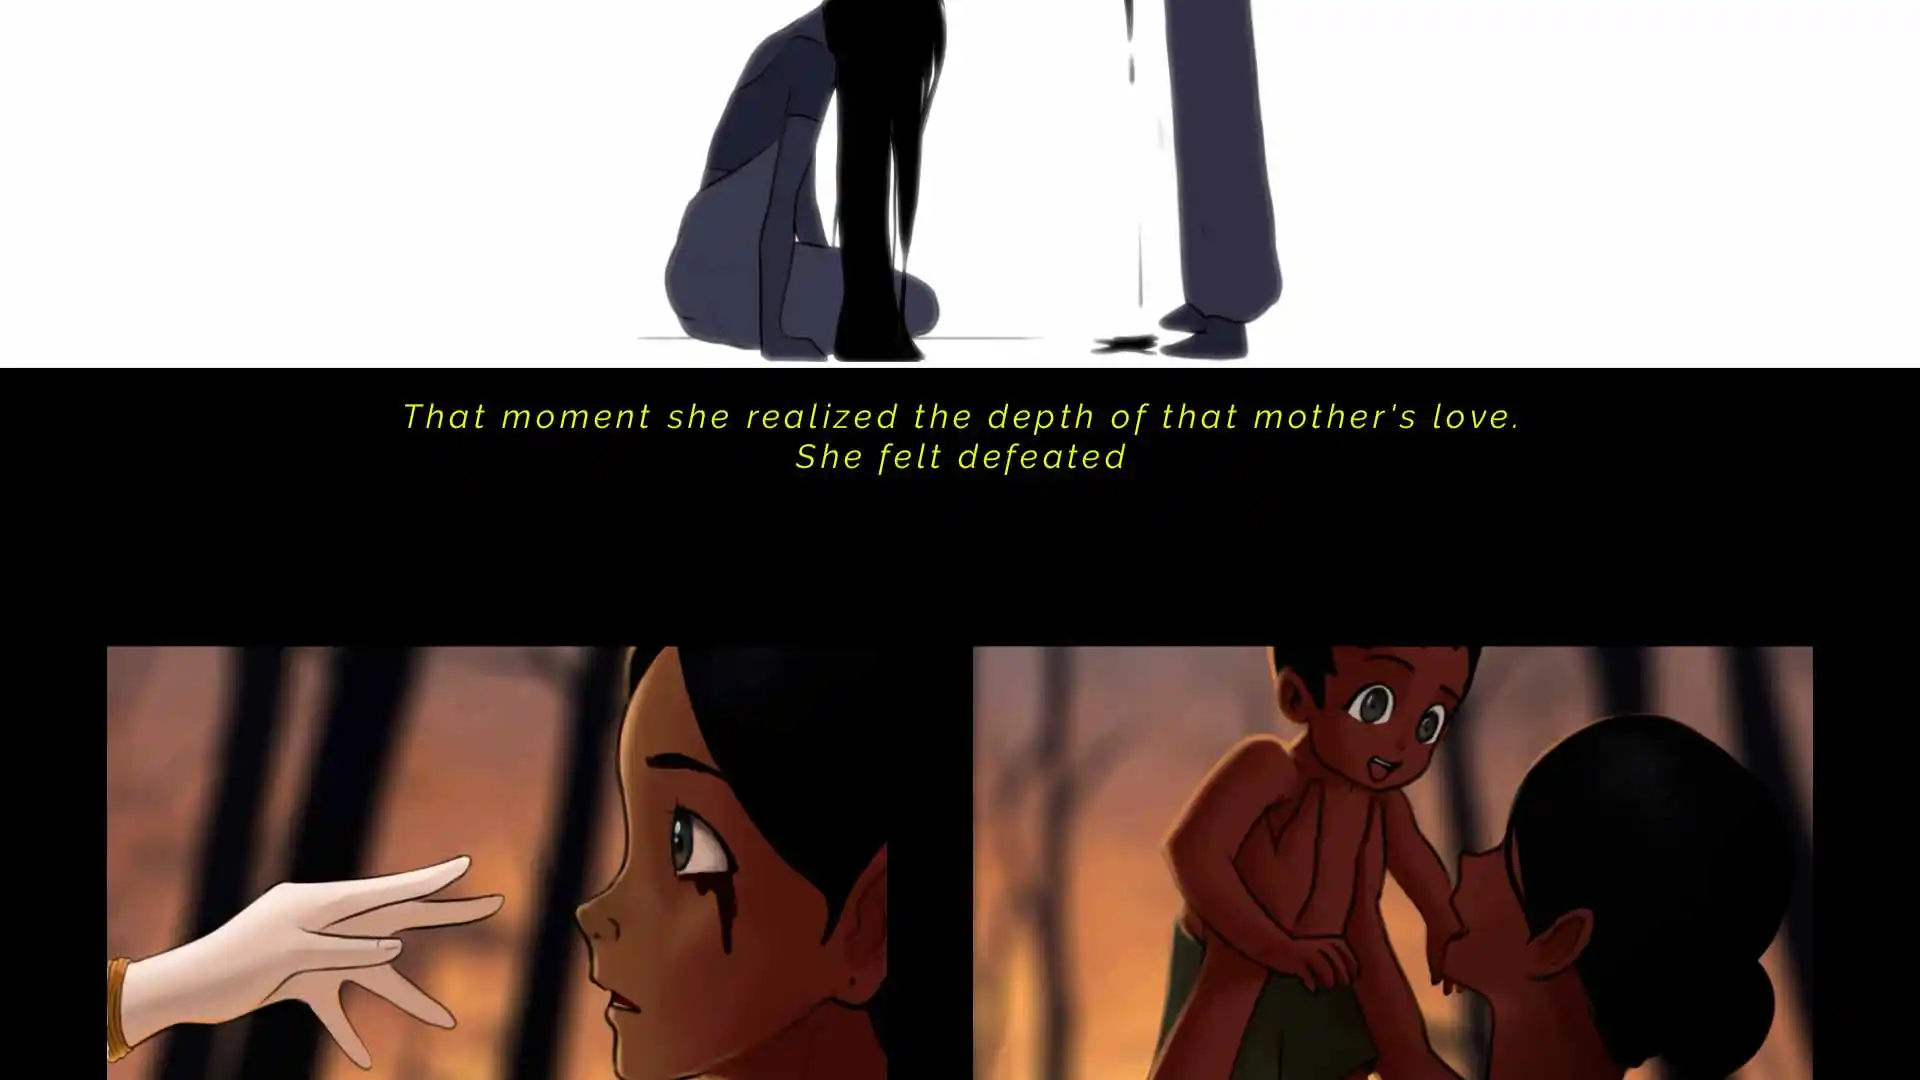 That moment she realized the depth of that mother's love.
She felt defeated